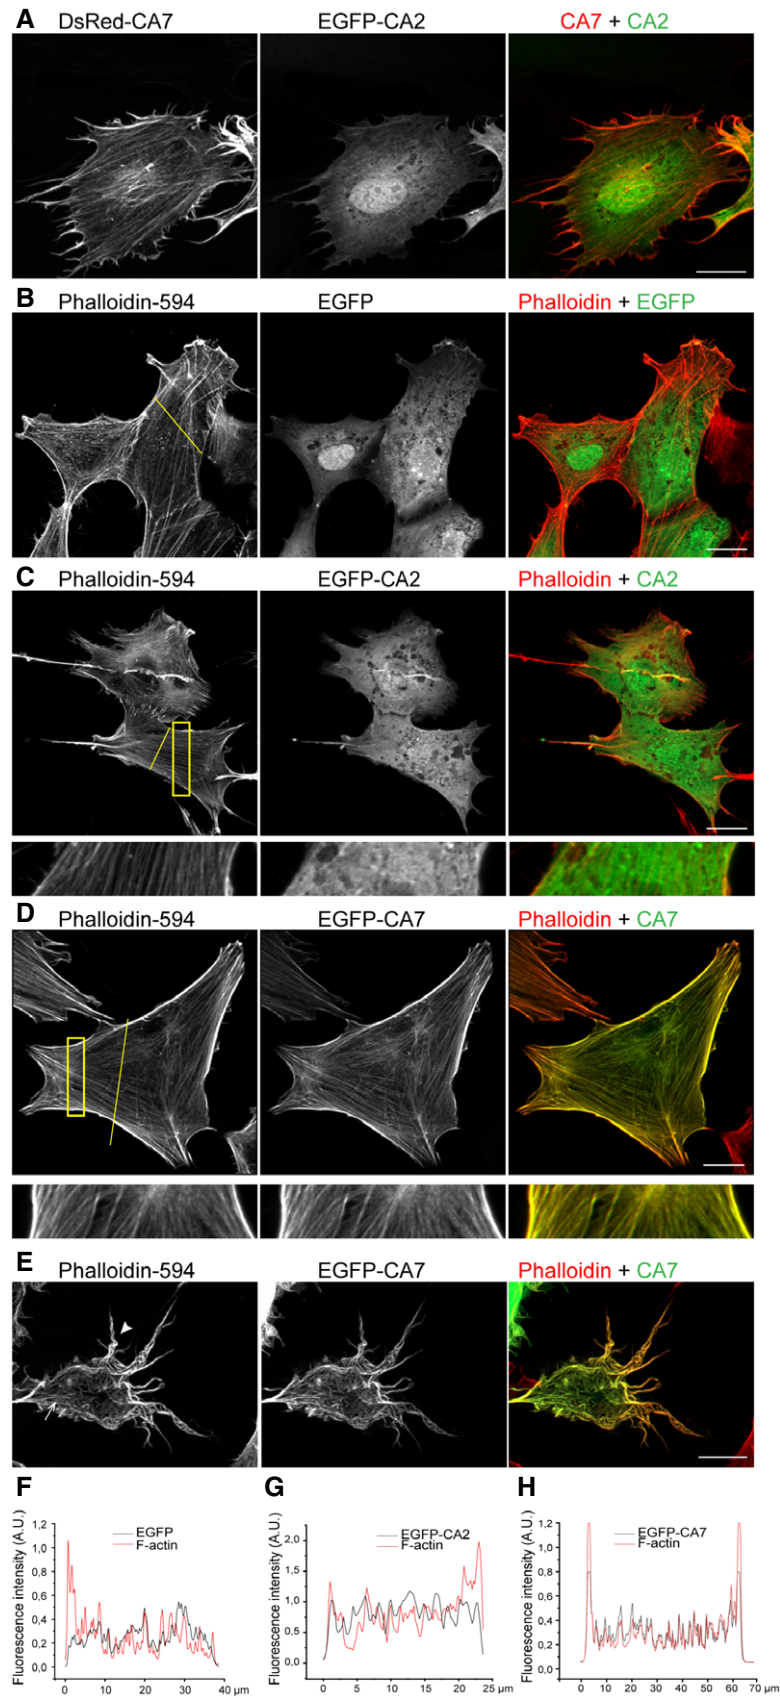 A
DsRed-CA7 EGFP-CA2 CA7 + CA2
B
Phalloidin-594 EGFP Phalloidin + EGFP
C
Phalloidin-594 EGFP-CA2 Phalloidin + CA2
D
Phalloidin-594 EGFP-CA7 Phalloidin + CA7
E
Phalloidin-594 EGFP-CA7 Phalloidin + CA7
F
Fluorescence intensity (A.U.)
1,2
1,0
0,8
0,6
0,4
0,2
0,0
EGFP
F-actin
0 10 20 30 40 µm
G
Fluorescence intensity (A.U.)
2.0
1.5
1.0
0.5
0.0
EGFP-CA2
F-actin
0 5 10 15 20 25 µm
H
Fluorescence intensity (A.U.)
1,2
1,0
0,8
0,6
0,4
0,2
0,0
EGFP-CA7
F-actin
0 10 20 30 40 50 60 70 µm